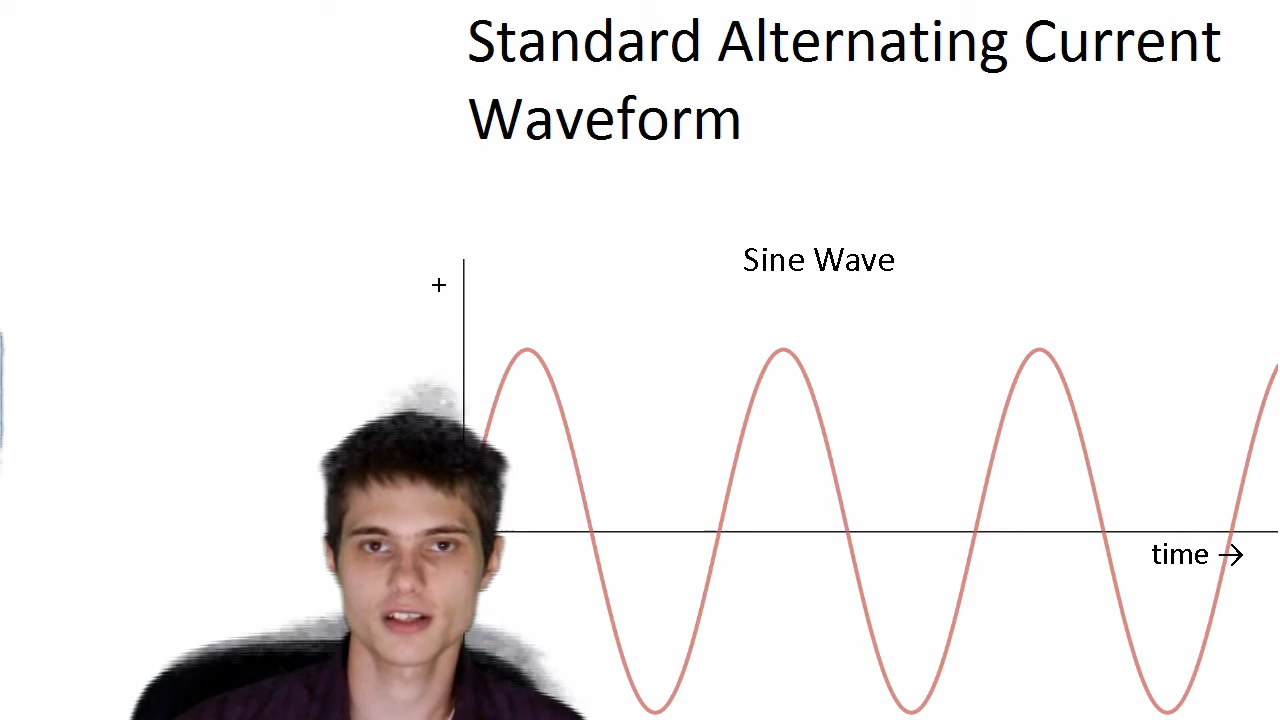 Standard Alternating Current
Waveform
Sine Wave
+
time →